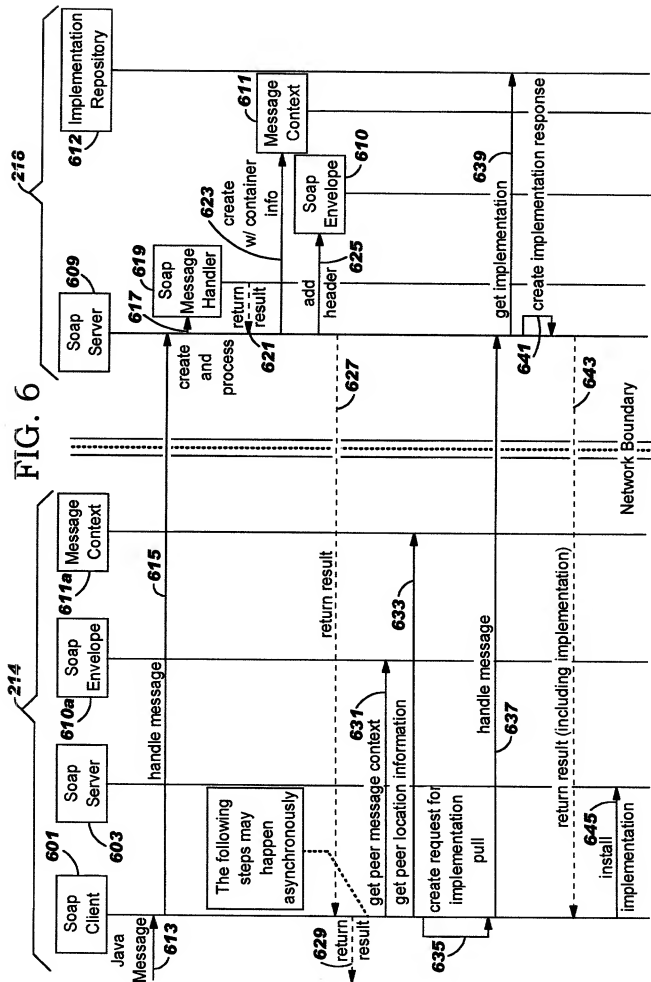 FIG. 6
214
218
601
Soap
Client
603
Soap
Server
610a
Soap
Envelope
611a
Message
Context
609
Soap
Server
612
Implementation
Repository
Java
Message
613
handle message
615
617
619
Soap
Message
Handler
create
and
process
return
result
621
623
create
w/ container
info
611
Message
Context
add
header
625
Soap
Envelope
610
The following
steps may
happen
asynchronously
return result
627
629
return
result
get peer message context
631
get peer location information
633
create request for
implementation
pull
635
handle message
637
get implementation
639
641
create implementation response
return result (including implementation)
643
645
install
implementation
Network Boundary